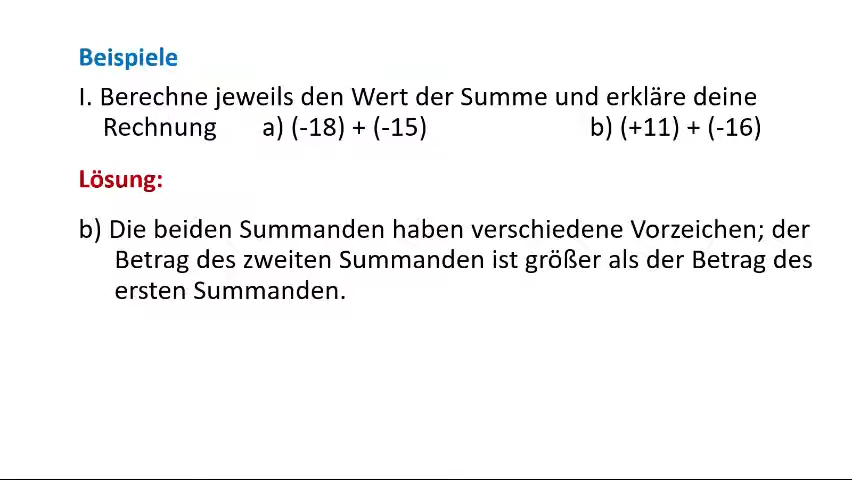 Beispiele
I. Berechne jeweils den Wert der Summe und erkläre deine
Rechnung a) (-18) + (-15) b) (+11) + (-16)
Lösung:
b) Die beiden Summanden haben verschiedene Vorzeichen; der
Betrag des zweiten Summanden ist größer als der Betrag des
ersten Summanden.